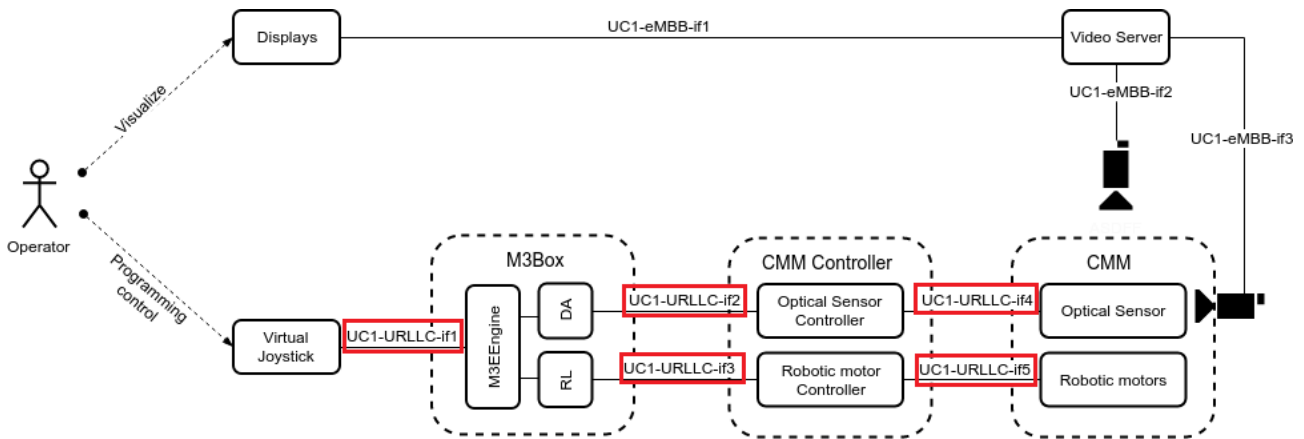 UC1-eMBB-if1
Displays
Video Server
UC1-eMBB-if2
Visualize
UC1-eMBB-if3
Operator
Programming
control
M3Box
CMM Controller
CMM
UC1-URLLC-if2
UC1-URLLC-if4
DA
Optical Sensor
Controller
Optical Sensor
Virtual
Joystick
UC1-URLLC-if1
M3EEngine
UC1-URLLC-if3
UC1-URLLC-if5
RL
Robotic motor
Controller
Robotic motors